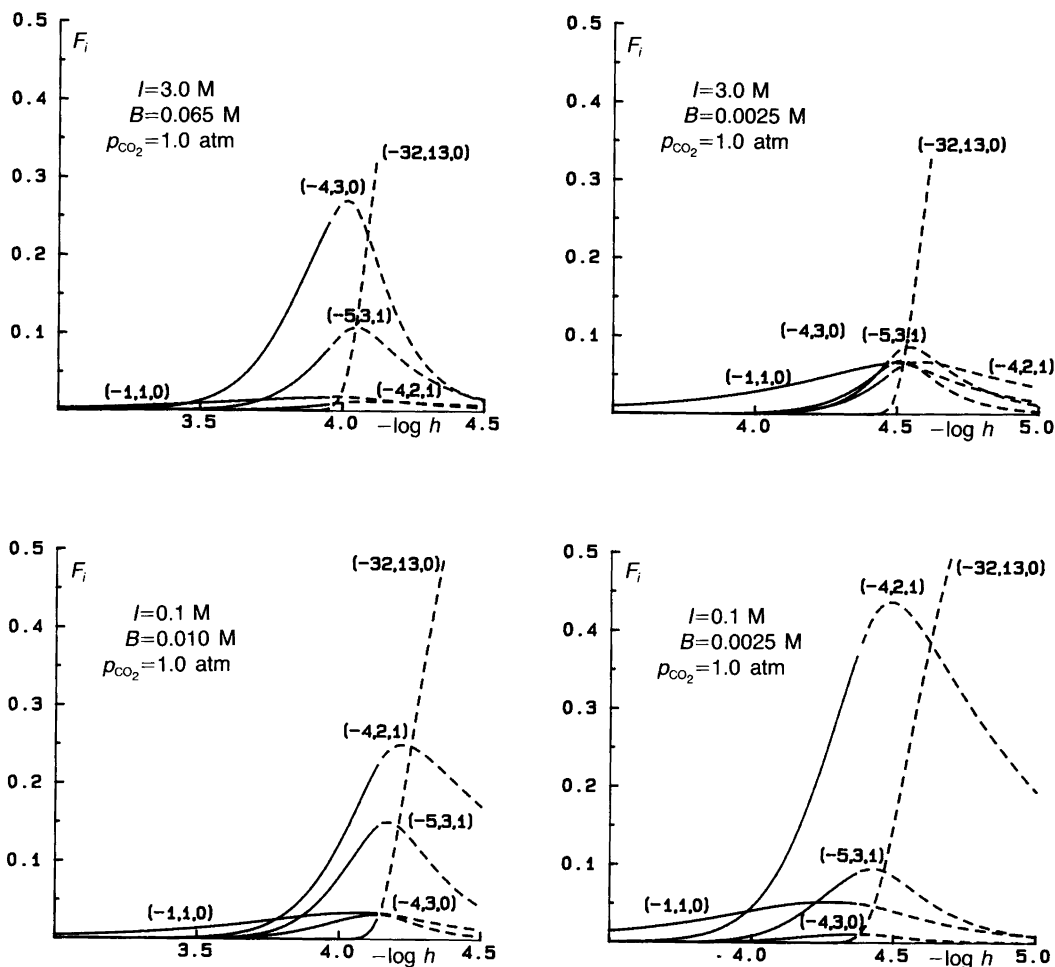 0.5
F_i
I=3.0 M
B=0.065 M
p_CO₂=1.0 atm
0.4
0.3
0.2
0.1
(-32,13,0)
(-4,3,0)
(-5,3,1)
(-1,1,0)
(-4,2,1)
3.5
4.0
-log h
4.5
0.5
F_i
I=3.0 M
B=0.0025 M
p_CO₂=1.0 atm
0.4
0.3
0.2
0.1
(-32,13,0)
(-4,3,0)
(-5,3,1)
(-1,1,0)
(-4,2,1)
4.0
4.5
-log h
5.0
0.5
F_i
I=0.1 M
B=0.010 M
p_CO₂=1.0 atm
0.4
0.3
0.2
0.1
(-32,13,0)
(-4,2,1)
(-5,3,1)
(-1,1,0)
(-4,3,0)
3.5
4.0
-log h
4.5
0.5
F_i
I=0.1 M
B=0.0025 M
p_CO₂=1.0 atm
0.4
0.3
0.2
0.1
(-4,2,1)
(-32,13,0)
(-5,3,1)
(-1,1,0)
(-4,3,0)
4.0
4.5
-log h
5.0